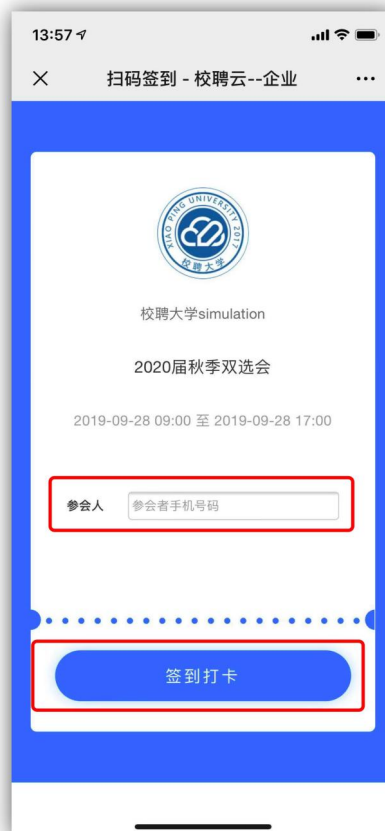 13:57
扫码签到 - 校聘云--企业
XIAO PING UNIVERSITY 2017
校聘大学
校聘大学simulation
2020届秋季双选会
2019-09-28 09:00 至 2019-09-28 17:00
参会人
参会者手机号码
签到打卡